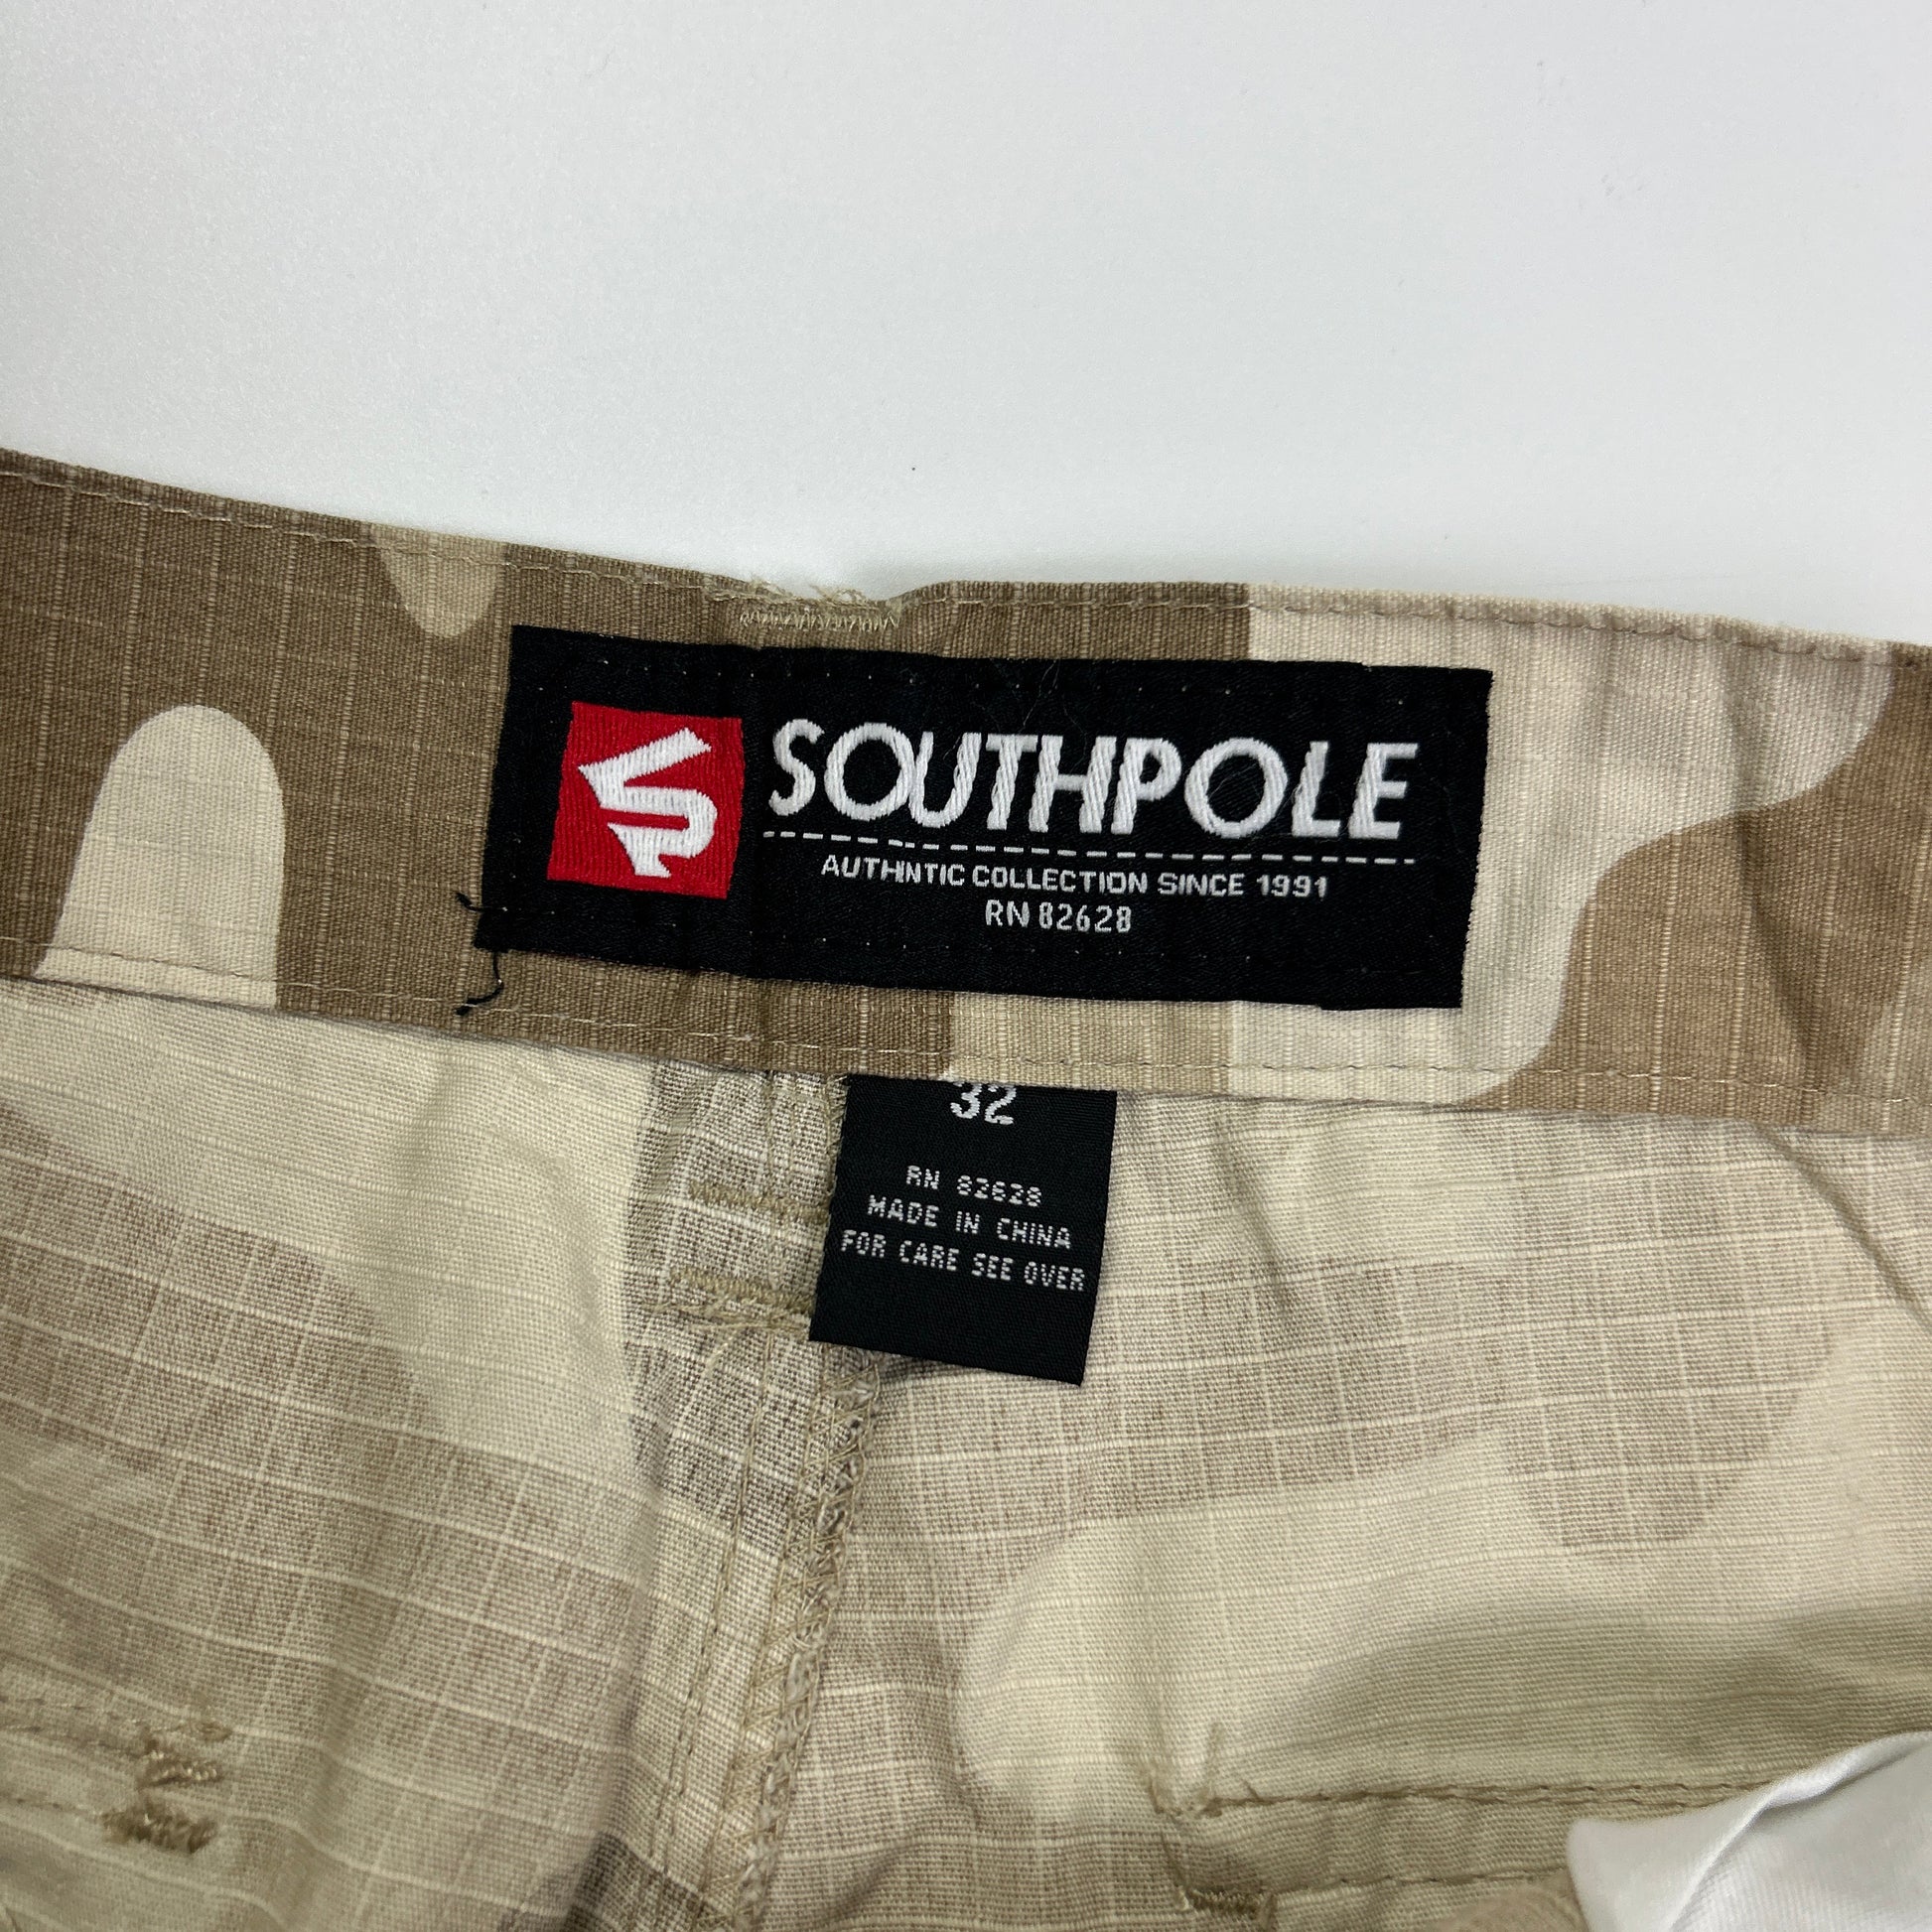 SOUTHPOLE
AUTHNTIC COLLECTION SINCE 1991
RN 82628
32
RN 82628
MADE IN CHINA
FOR CARE SEE OVER